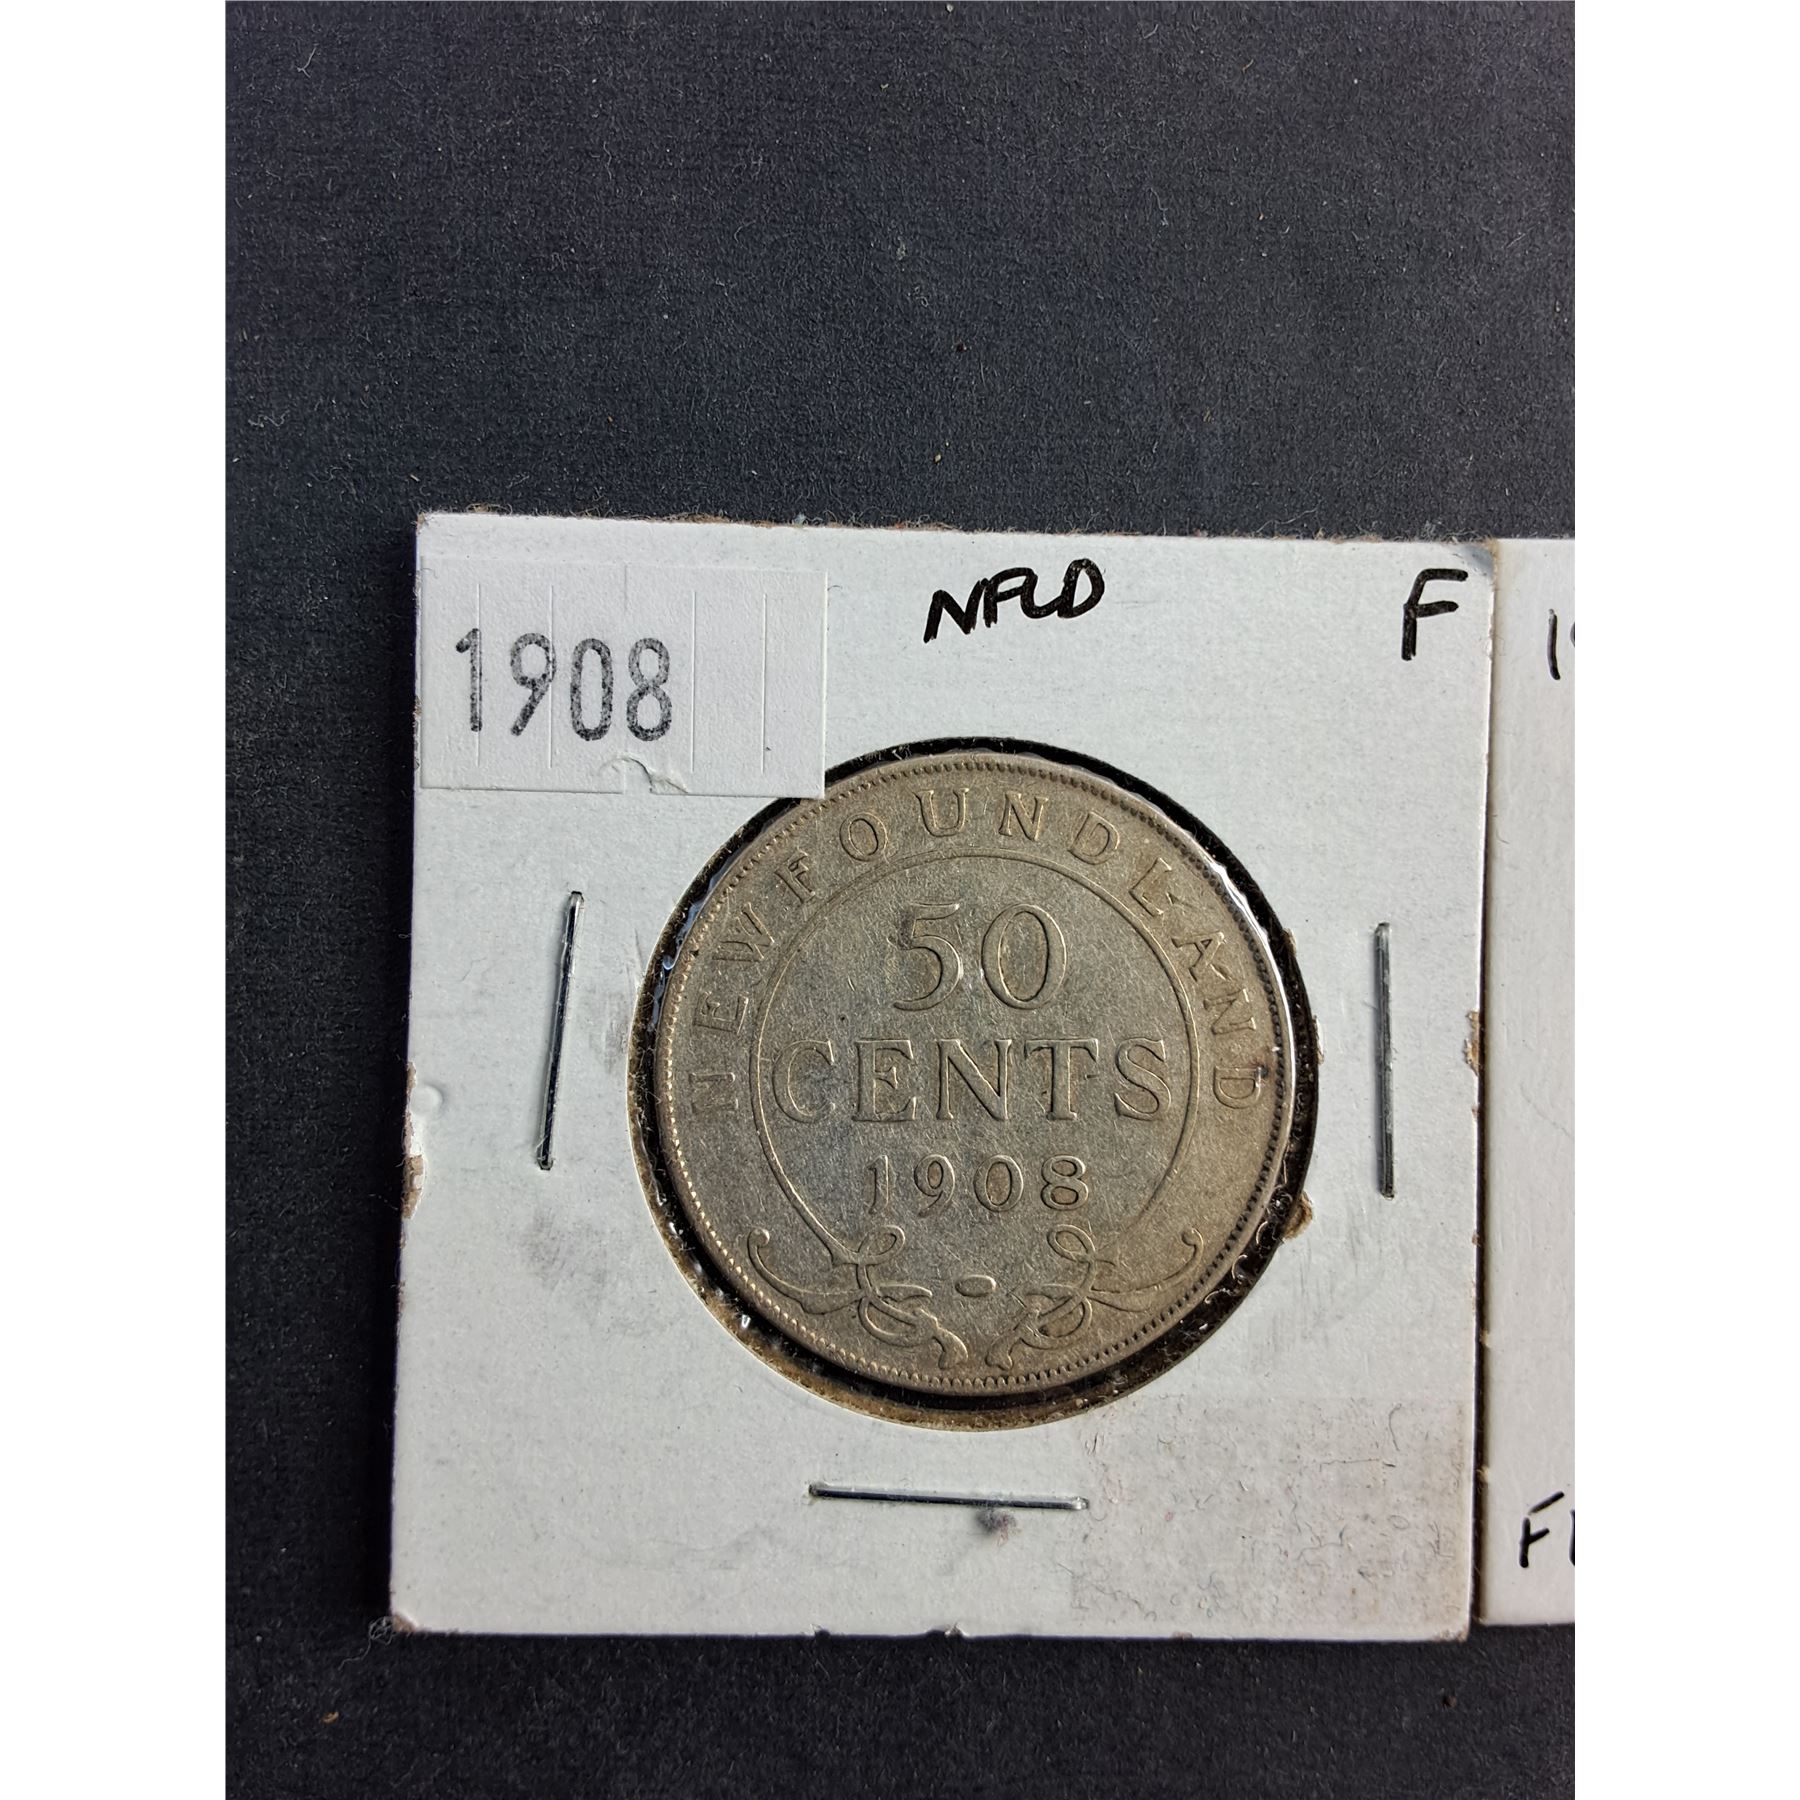 NFLD F
1908
NEWFOUNDLAND
50
CENTS
1908